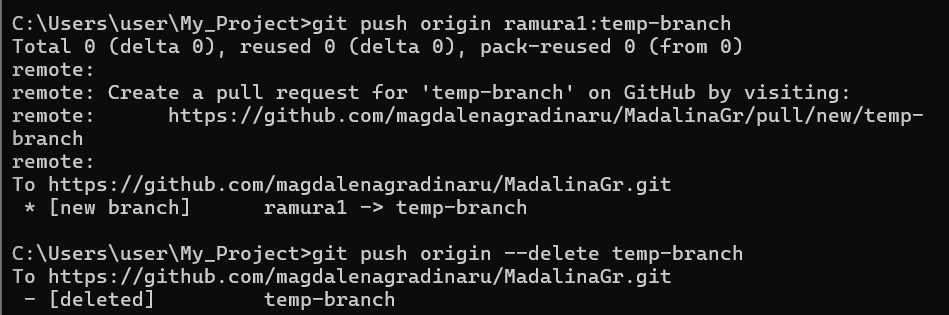 C:\Users\user\My_Project>git push origin ramura1:temp-branch
Total 0 (delta 0), reused 0 (delta 0), pack-reused 0 (from 0)
remote:
remote: Create a pull request for 'temp-branch' on GitHub by visiting:
remote:      https://github.com/magdalenagradinaru/MadalinaGr/pull/new/temp-
branch
remote:
To https://github.com/magdalenagradinaru/MadalinaGr.git
 * [new branch]      ramura1 -> temp-branch

C:\Users\user\My_Project>git push origin --delete temp-branch
To https://github.com/magdalenagradinaru/MadalinaGr.git
 - [deleted]         temp-branch